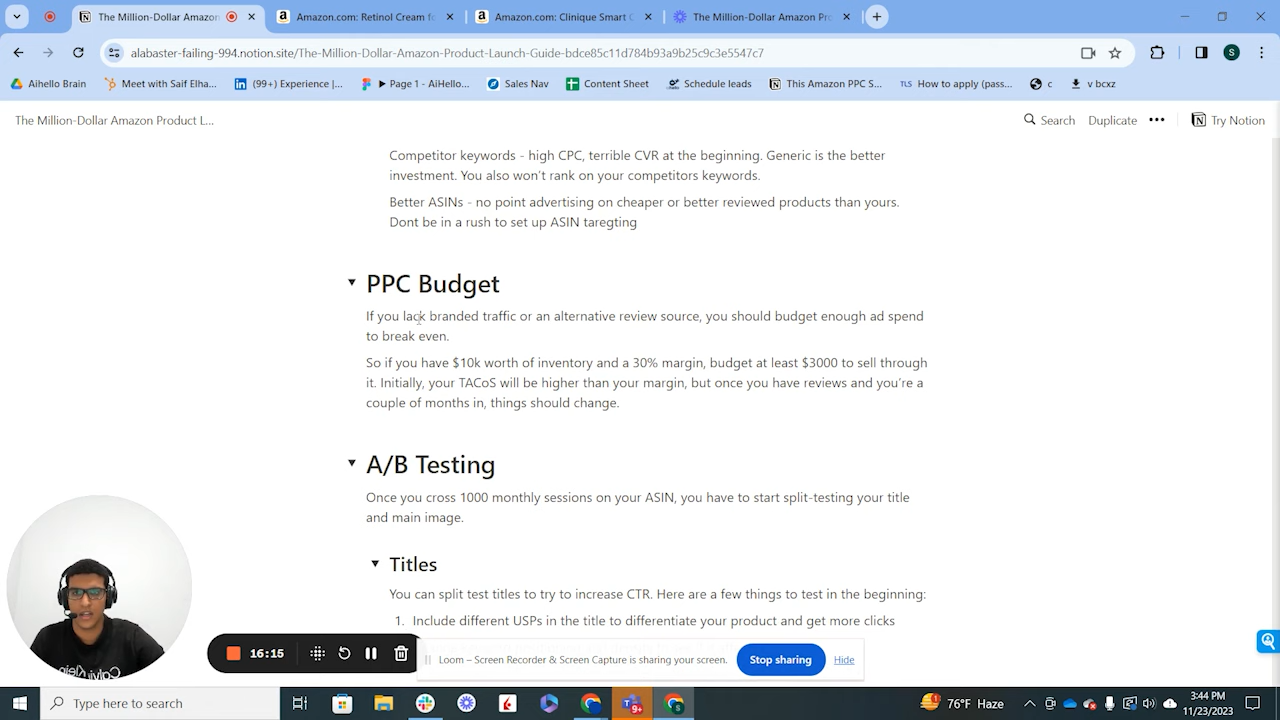 The Million-Dollar Amazon
Amazon.com: Retinol Cream fo
Amazon.com: Clinique Smart C
The Million-Dollar Amazon Pro
alabaster-failing-994.notion.site/The-Million-Dollar-Amazon-Product-Launch-Guide-bdce85c11d784b93a9b25c9c3e5547c7
S
Aihello Brain
Meet with Saif Elha...
(99+) Experience |...
▶ Page 1 - AiHello...
Sales Nav
Content Sheet
Schedule leads
This Amazon PPC S...
TLS How to apply (pass...
c
v bcxz
The Million-Dollar Amazon Product L...
Search
Duplicate
•••
Try Notion
Competitor keywords - high CPC, terrible CVR at the beginning. Generic is the better
investment. You also won't rank on your competitors keywords.
Better ASINs - no point advertising on cheaper or better reviewed products than yours.
Dont be in a rush to set up ASIN taregting
PPC Budget
If you lack branded traffic or an alternative review source, you should budget enough ad spend
to break even.
So if you have $10k worth of inventory and a 30% margin, budget at least $3000 to sell through
it. Initially, your TACoS will be higher than your margin, but once you have reviews and you're a
couple of months in, things should change.
A/B Testing
Once you cross 1000 monthly sessions on your ASIN, you have to start split-testing your title
and main image.
Titles
You can split test titles to try to increase CTR. Here are a few things to test in the beginning:
1. Include different USPs in the title to differentiate your product and get more clicks
16:15
Loom – Screen Recorder & Screen Capture is sharing your screen.
Stop sharing
Hide
Calvin Klein
Type here to search
9+
76°F Haze
3:44 PM
11/23/2023